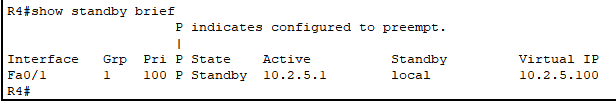 R4#show standby brief
P indicates configured to preempt.
|
Interface Grp Pri P State Active Standby Virtual IP
Fa0/1 1 100 P Standby 10.2.5.1 local 10.2.5.100
R4#